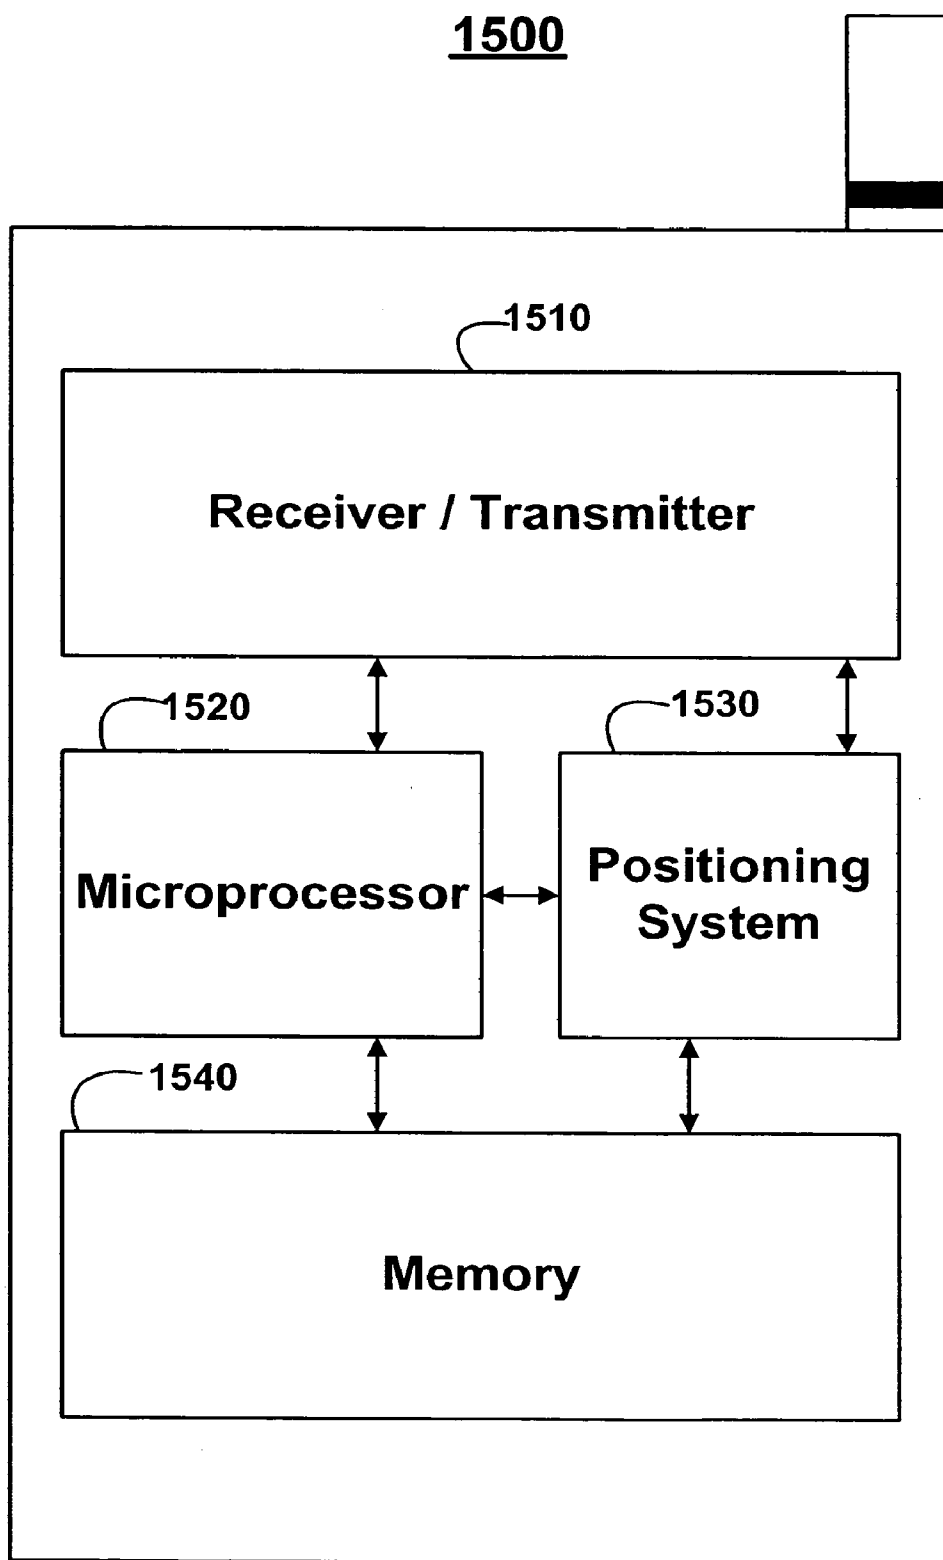 1500
1510
Receiver / Transmitter
1520
1530
Microprocessor
Positioning
System
1540
Memory